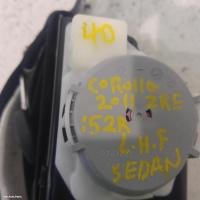 40
COROLLA
2011 ZRE
152R
L.H.F
SEDAN